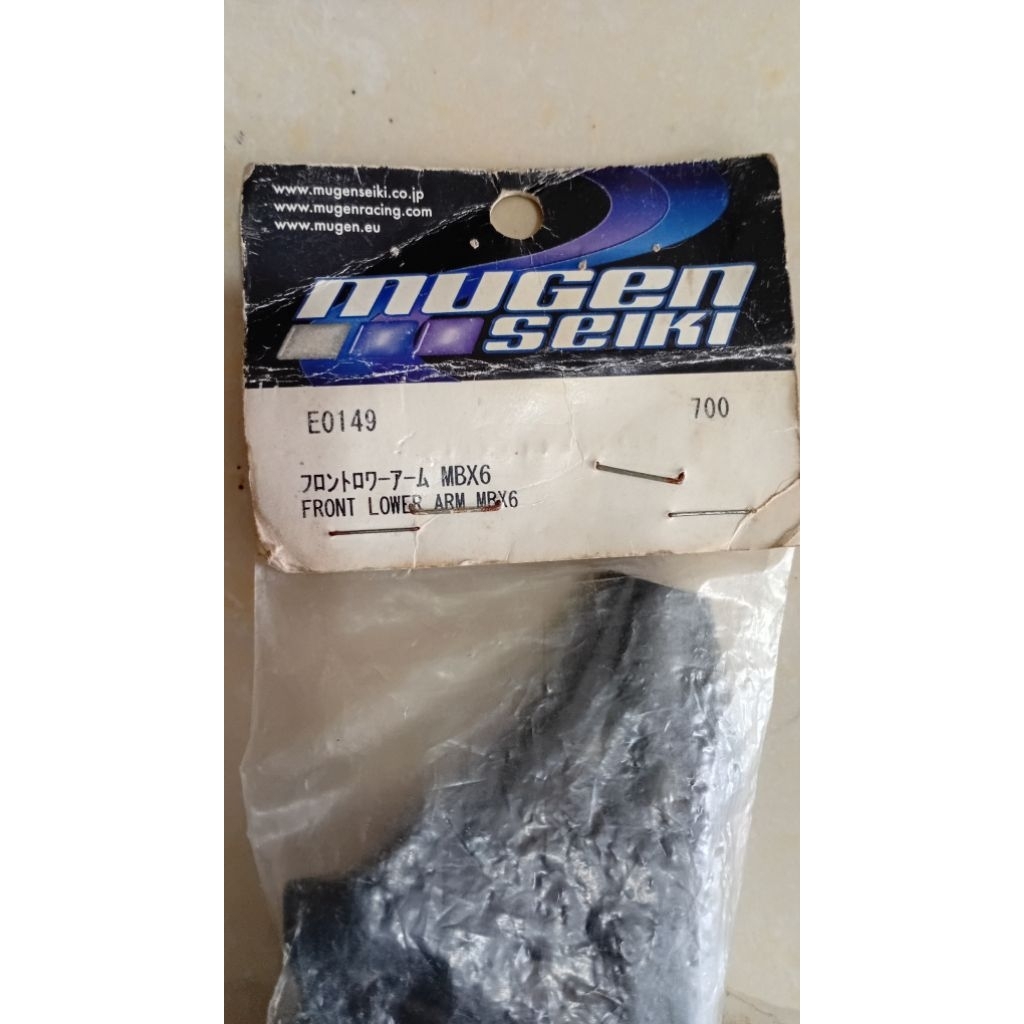 www.mugenseiki.co.jp
www.mugenracing.com
www.mugen.eu
mugen
seiki
E0149 700
フロントロワーアーム MBX6
FRONT LOWER ARM MBX6